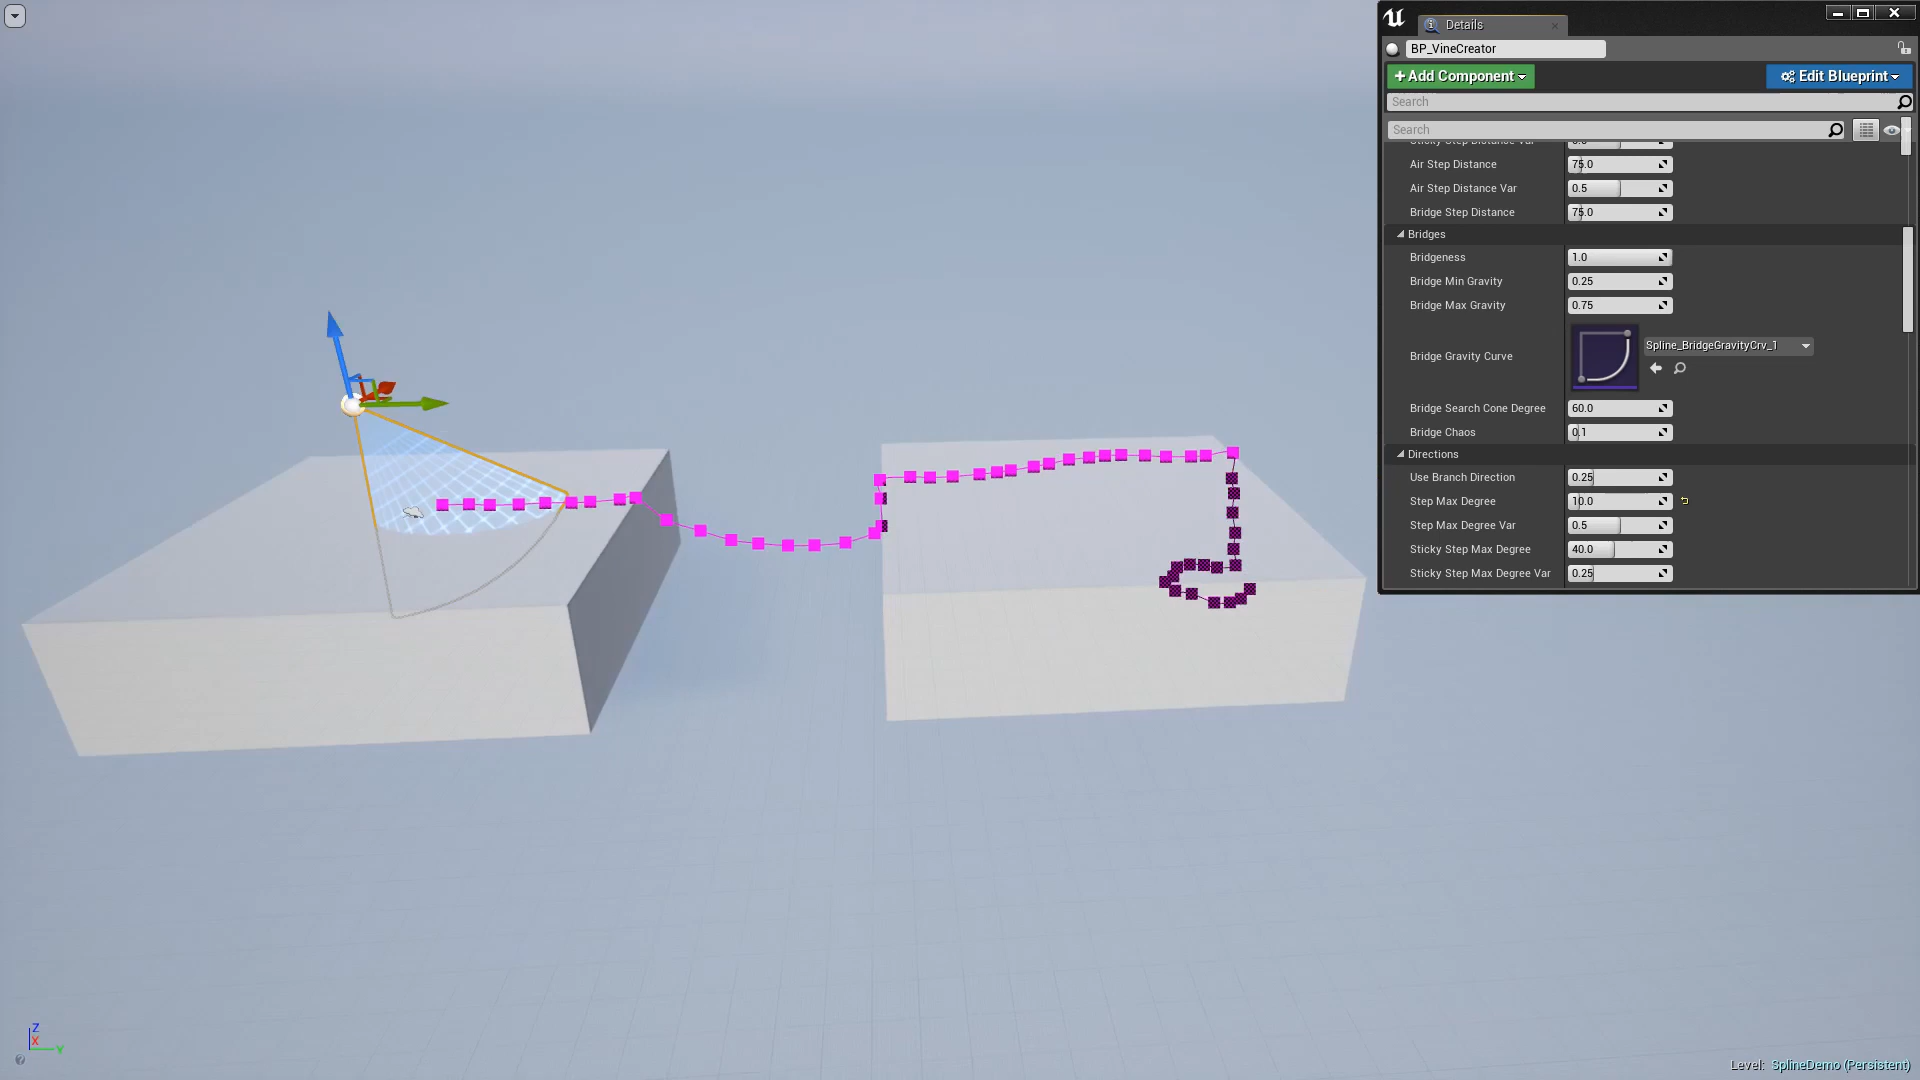 Details
BP_VineCreator
+ Add Component
Edit Blueprint
Search
Search
Sticky Step Distance Var
Air Step Distance 75.0
Air Step Distance Var 0.5
Bridge Step Distance 75.0
Bridges
Bridgeness 1.0
Bridge Min Gravity 0.25
Bridge Max Gravity 0.75
Bridge Gravity Curve Spline_BridgeGravityCrv_1
Bridge Search Cone Degree 60.0
Bridge Chaos 0.1
Directions
Use Branch Direction 0.25
Step Max Degree 10.0
Step Max Degree Var 0.5
Sticky Step Max Degree 40.0
Sticky Step Max Degree Var 0.25
Z
X
Y
Level: SplineDemo (Persistent)